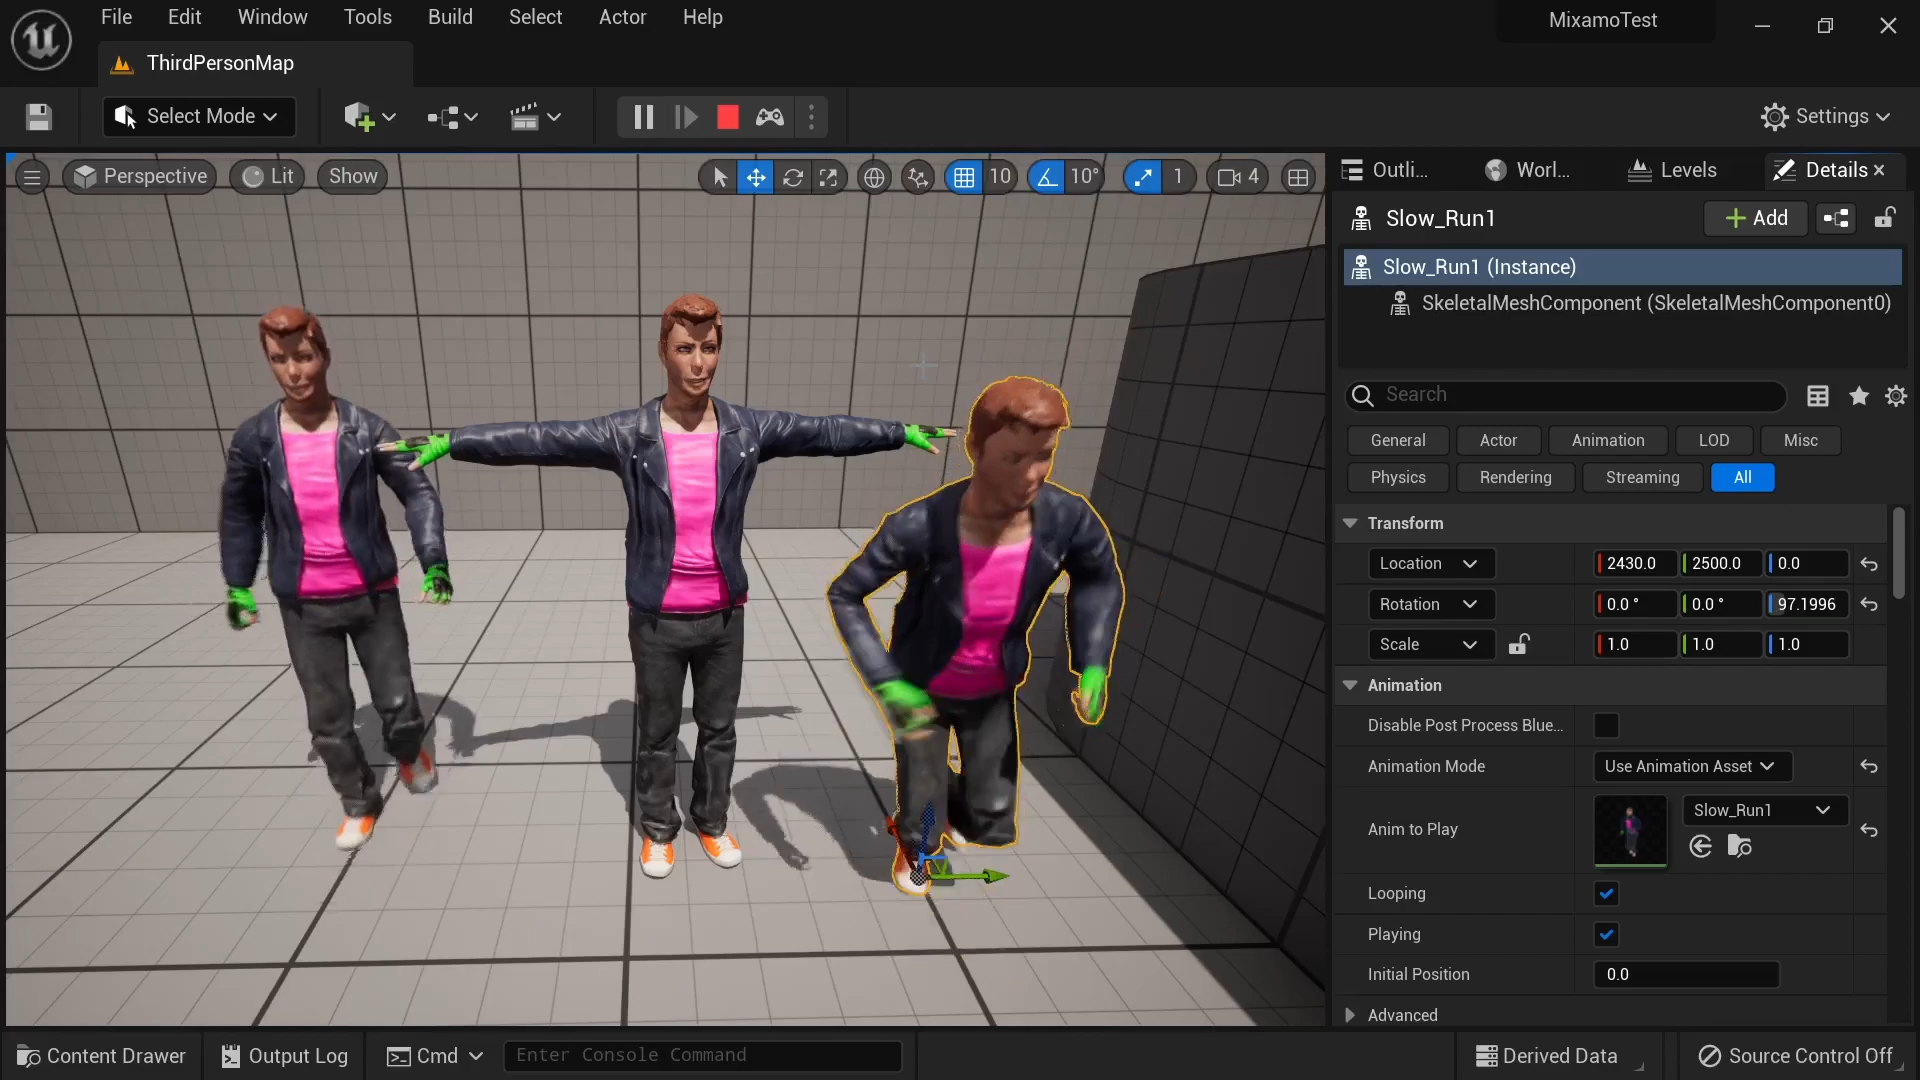 File Edit Window Tools Build Select Actor Help
MixamoTest
ThirdPersonMap
Select Mode
Settings
Perspective Lit Show
10 10° 1 4
Outli... Worl... Levels Details
Slow_Run1
Add
Slow_Run1 (Instance)
SkeletalMeshComponent (SkeletalMeshComponent0)
Search
General Actor Animation LOD Misc
Physics Rendering Streaming All
Transform
Location 2430.0 2500.0 0.0
Rotation 0.0 ° 0.0 ° 97.1996
Scale 1.0 1.0 1.0
Animation
Disable Post Process Blue...
Animation Mode Use Animation Asset
Anim to Play Slow_Run1
Looping
Playing
Initial Position 0.0
Advanced
Content Drawer Output Log Cmd Enter Console Command Derived Data Source Control Off